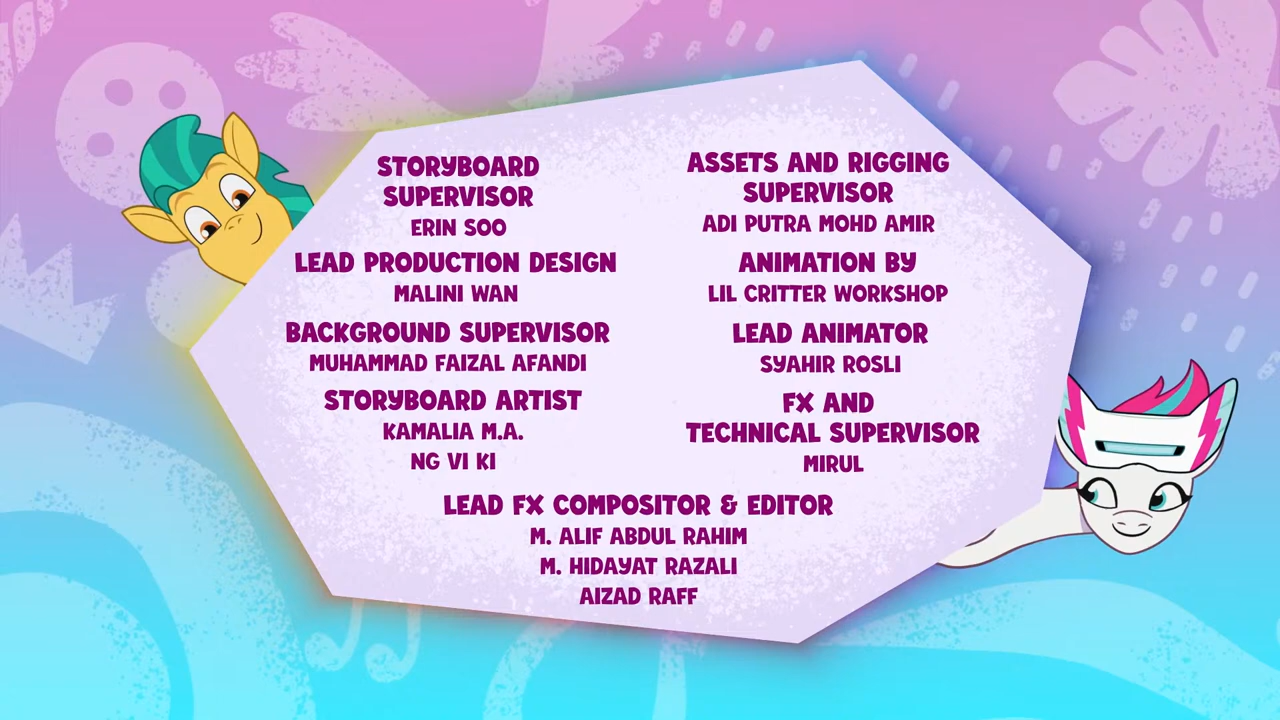 STORYBOARD
SUPERVISOR
ERIN SOO
LEAD PRODUCTION DESIGN
MALINI WAN
BACKGROUND SUPERVISOR
MUHAMMAD FAIZAL AFANDI
STORYBOARD ARTIST
KAMALIA M.A.
NG VI KI
ASSETS AND RIGGING
SUPERVISOR
ADI PUTRA MOHD AMIR
ANIMATION BY
LIL CRITTER WORKSHOP
LEAD ANIMATOR
SYAHIR ROSLI
FX AND
TECHNICAL SUPERVISOR
MIRUL
LEAD FX COMPOSITOR & EDITOR
M. ALIF ABDUL RAHIM
M. HIDAYAT RAZALI
AIZAD RAFF